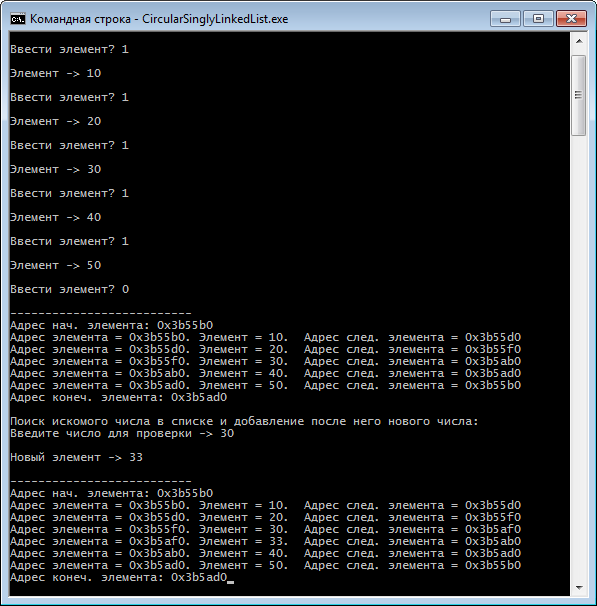 Командная строка - CircularSinglyLinkedList.exe
Ввести элемент? 1
Элемент -> 10
Ввести элемент? 1
Элемент -> 20
Ввести элемент? 1
Элемент -> 30
Ввести элемент? 1
Элемент -> 40
Ввести элемент? 1
Элемент -> 50
Ввести элемент? 0
--------------------------
Адрес нач. элемента: 0x3b55b0
Адрес элемента = 0x3b55b0. Элемент = 10.  Адрес след. элемента = 0x3b55d0
Адрес элемента = 0x3b55d0. Элемент = 20.  Адрес след. элемента = 0x3b55f0
Адрес элемента = 0x3b55f0. Элемент = 30.  Адрес след. элемента = 0x3b5ab0
Адрес элемента = 0x3b5ab0. Элемент = 40.  Адрес след. элемента = 0x3b5ad0
Адрес элемента = 0x3b5ad0. Элемент = 50.  Адрес след. элемента = 0x3b55b0
Адрес конеч. элемента: 0x3b5ad0
Поиск искомого числа в списке и добавление после него нового числа:
Введите число для проверки -> 30
Новый элемент -> 33
--------------------------
Адрес нач. элемента: 0x3b55b0
Адрес элемента = 0x3b55b0. Элемент = 10.  Адрес след. элемента = 0x3b55d0
Адрес элемента = 0x3b55d0. Элемент = 20.  Адрес след. элемента = 0x3b55f0
Адрес элемента = 0x3b55f0. Элемент = 30.  Адрес след. элемента = 0x3b5af0
Адрес элемента = 0x3b5af0. Элемент = 33.  Адрес след. элемента = 0x3b5ab0
Адрес элемента = 0x3b5ab0. Элемент = 40.  Адрес след. элемента = 0x3b5ad0
Адрес элемента = 0x3b5ad0. Элемент = 50.  Адрес след. элемента = 0x3b55b0
Адрес конеч. элемента: 0x3b5ad0